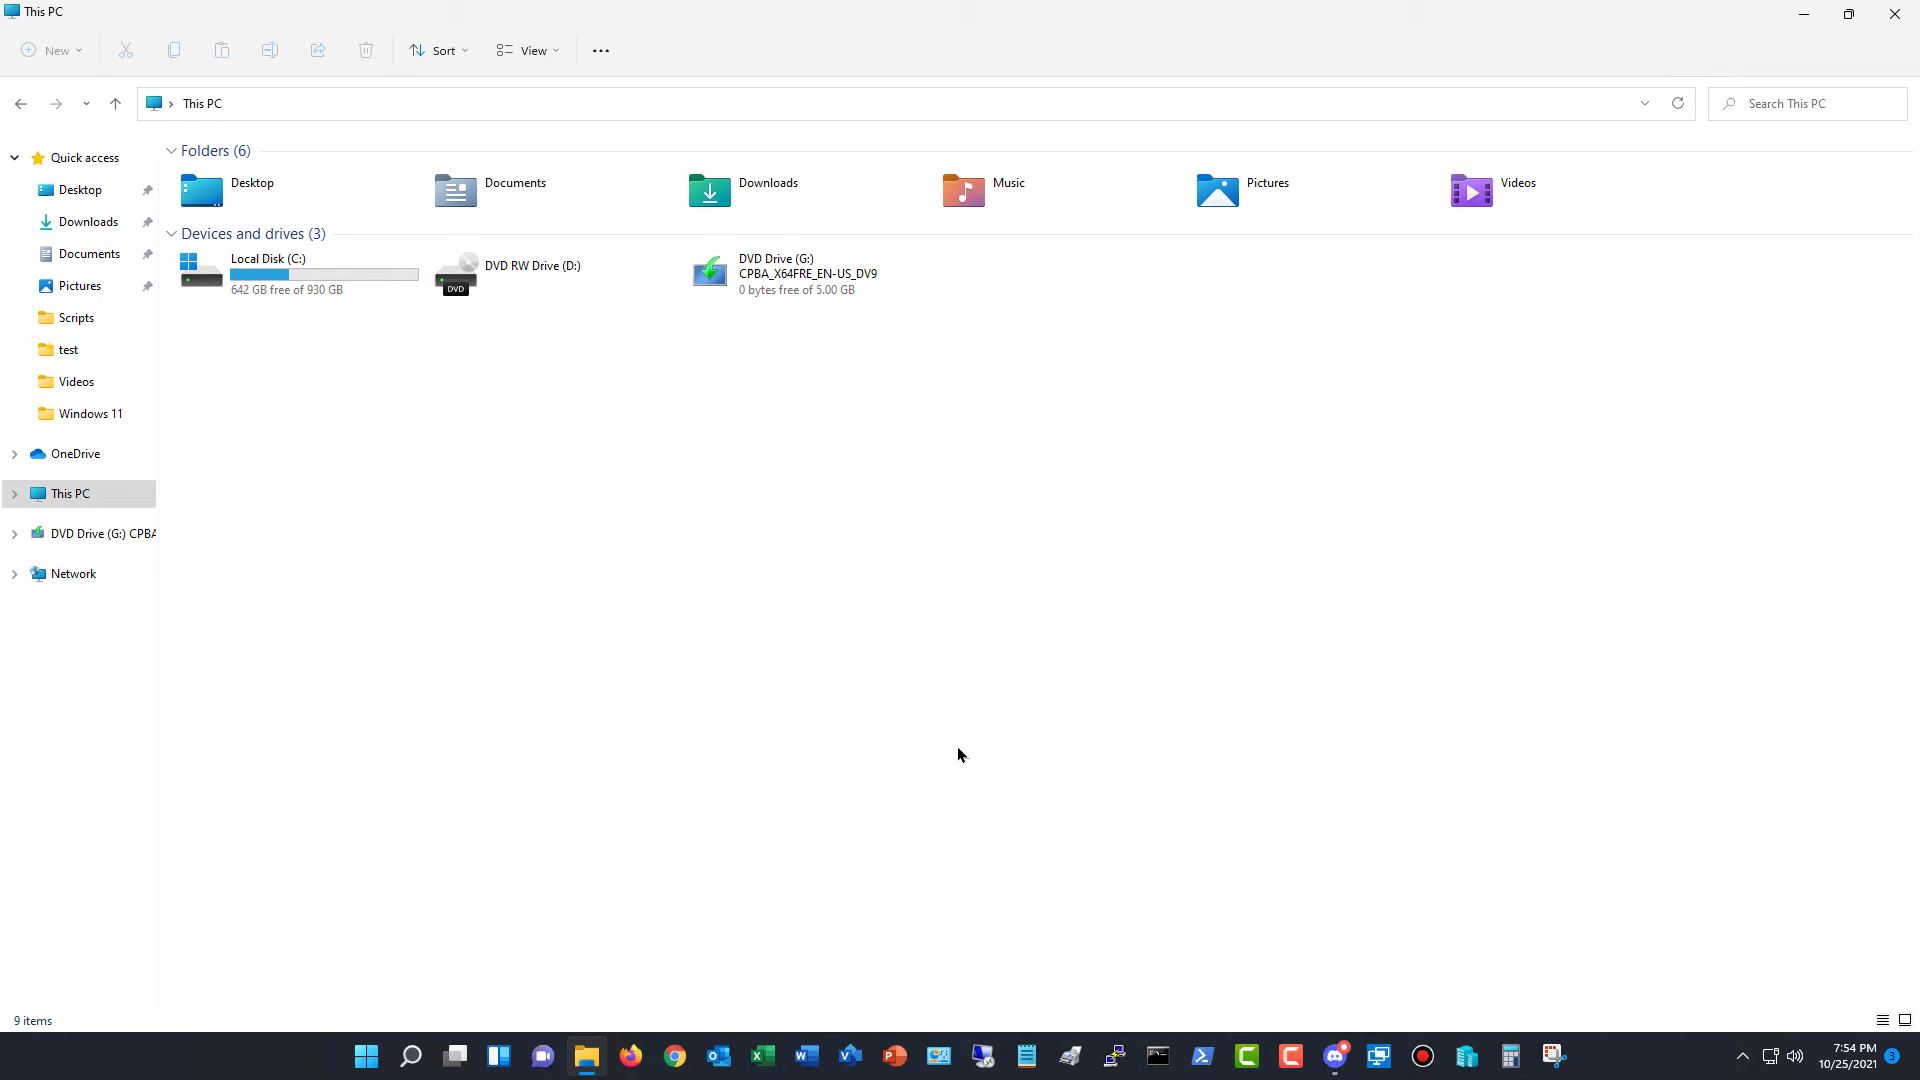 This PC
New
Sort
View
This PC
Search This PC
Quick access
Desktop
Downloads
Documents
Pictures
Scripts
test
Videos
Windows 11
OneDrive
This PC
DVD Drive (G:) CPBA
Network
Folders (6)
Desktop
Documents
Downloads
Music
Pictures
Videos
Devices and drives (3)
Local Disk (C:)
642 GB free of 930 GB
DVD
DVD RW Drive (D:)
DVD Drive (G:)
CPBA_X64FRE_EN-US_DV9
0 bytes free of 5.00 GB
9 items
7:54 PM
10/25/2021
3